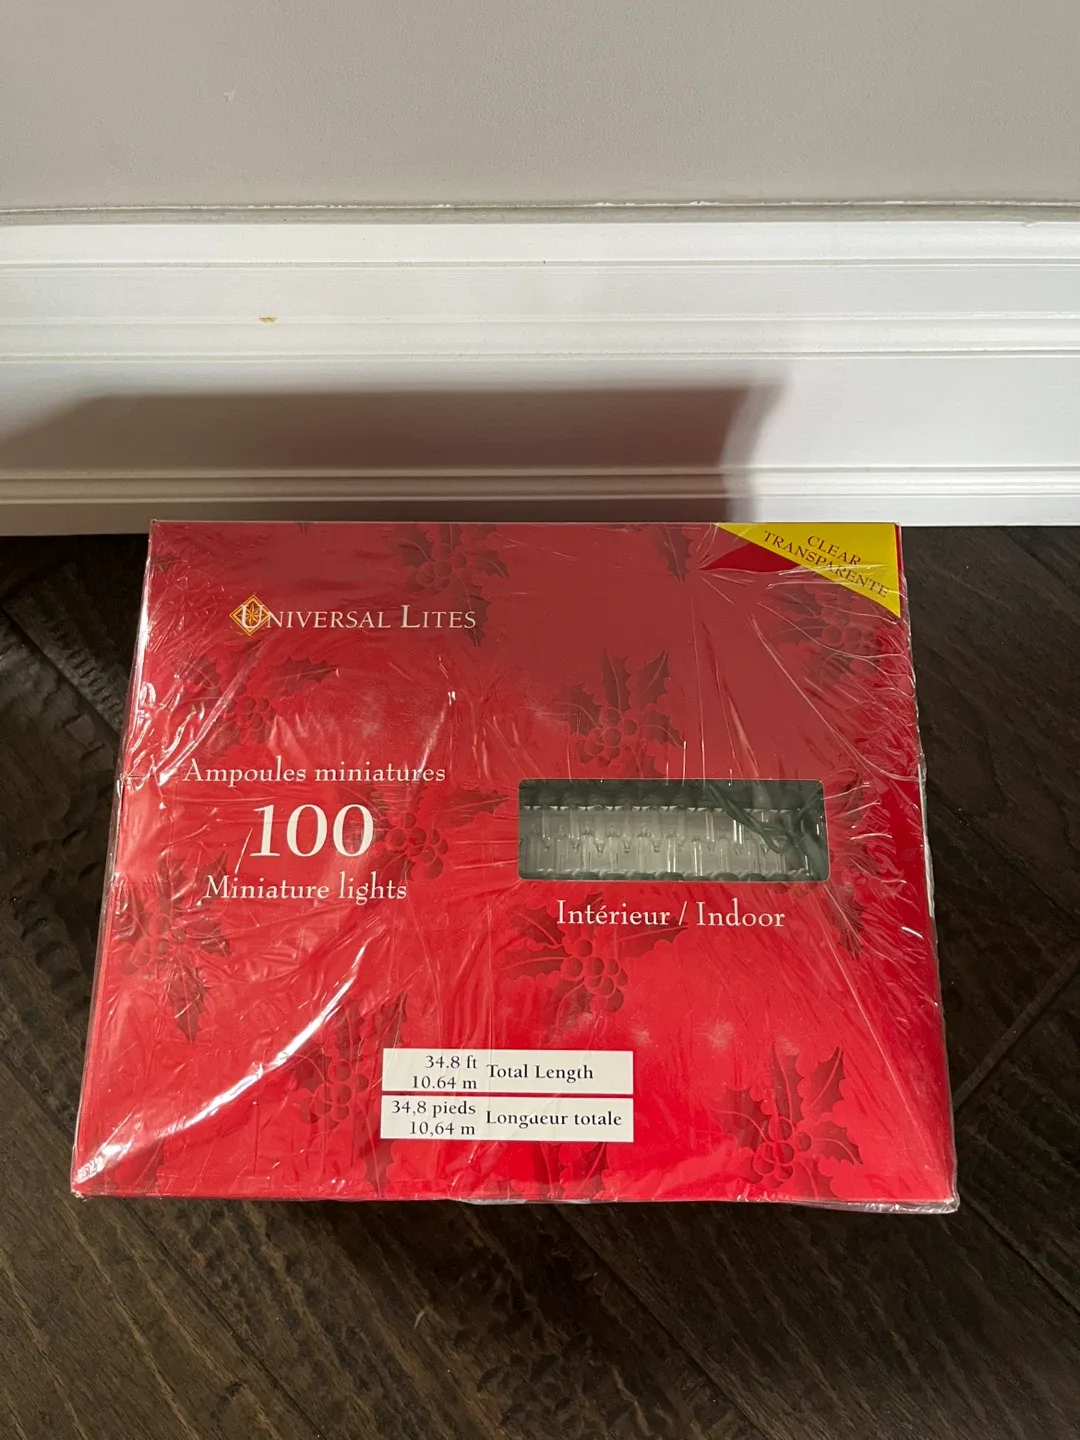 CLEAR
TRANSPARENTE
UNIVERSAL LITES
Ampoules miniatures
100
Miniature lights
Intérieur / Indoor
34.8 ft
10.64 m
Total Length
34,8 pieds
10,64 m
Longueur totale